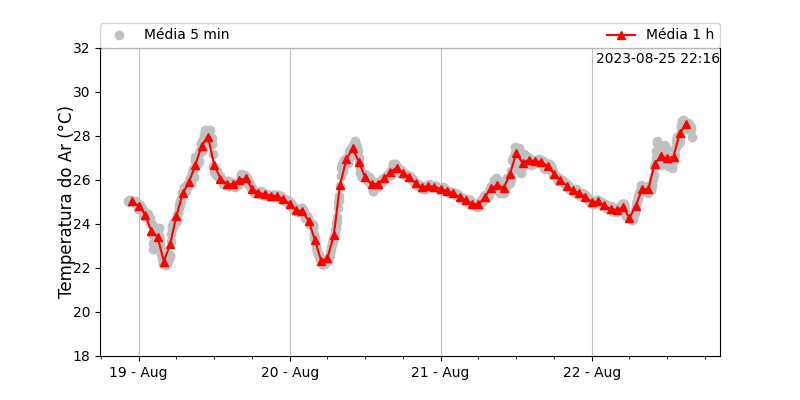 Média 5 min
Média 1 h
2023-08-25 22:16
Temperatura do Ar (°C)
32
30
28
26
24
22
20
18
19 - Aug
20 - Aug
21 - Aug
22 - Aug